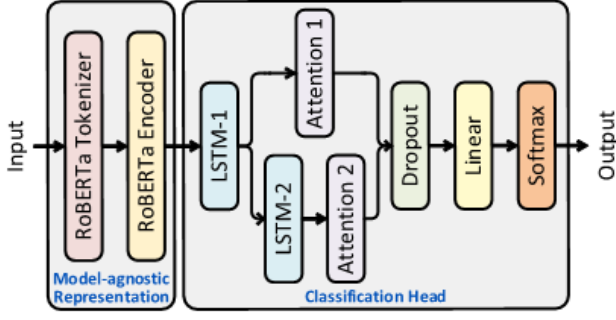 Input
RoBERTa Tokenizer
RoBERTa Encoder
Model-agnostic
Representation
LSTM-1
Attention 1
LSTM-2
Attention 2
Dropout
Linear
Softmax
Classification Head
Output